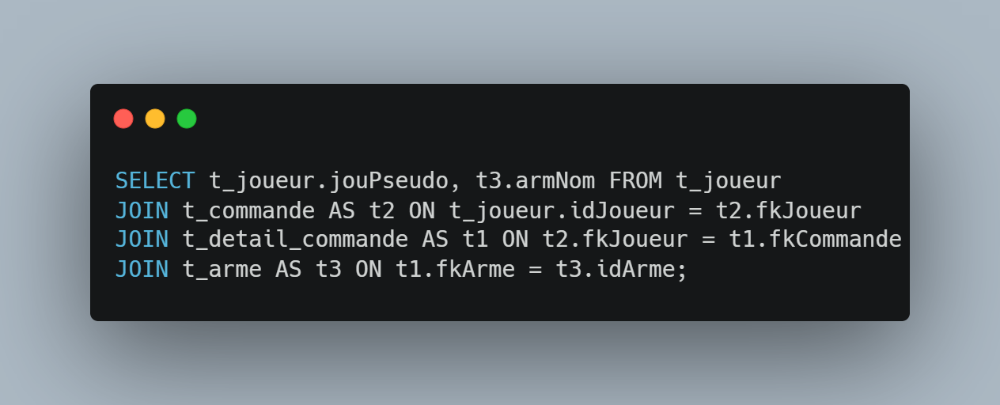 SELECT t_joueur.jouPseudo, t3.armNom FROM t_joueur
JOIN t_commande AS t2 ON t_joueur.idJoueur = t2.fkJoueur
JOIN t_detail_commande AS t1 ON t2.fkJoueur = t1.fkCommande
JOIN t_arme AS t3 ON t1.fkArme = t3.idArme;